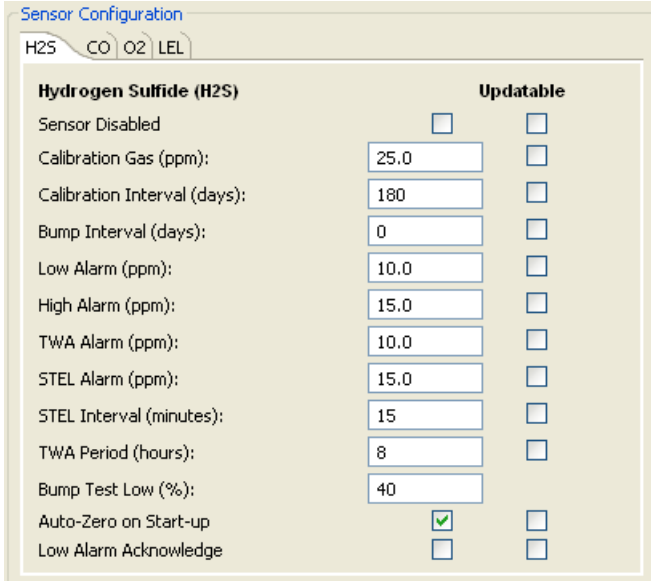 Sensor Configuration
H2S CO O2 LEL
Hydrogen Sulfide (H2S) Updatable
Sensor Disabled
Calibration Gas (ppm): 25.0
Calibration Interval (days): 180
Bump Interval (days): 0
Low Alarm (ppm): 10.0
High Alarm (ppm): 15.0
TWA Alarm (ppm): 10.0
STEL Alarm (ppm): 15.0
STEL Interval (minutes): 15
TWA Period (hours): 8
Bump Test Low (%): 40
Auto-Zero on Start-up
Low Alarm Acknowledge